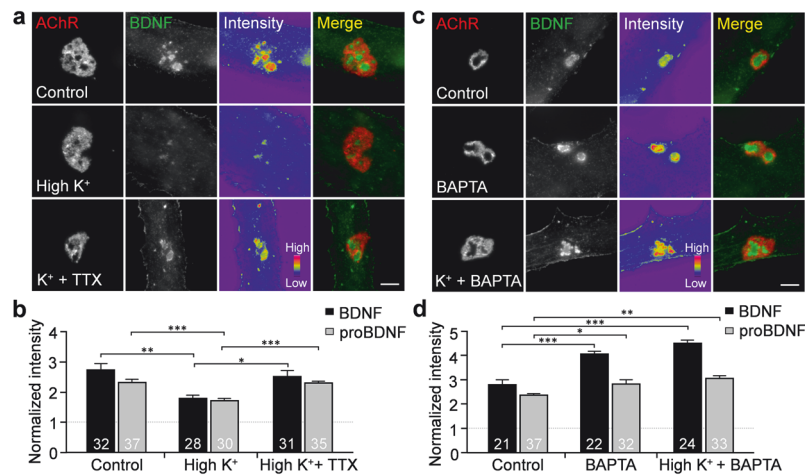 a
AChR BDNF Intensity Merge
Control
High K⁺
K⁺ + TTX
High
Low
b
BDNF
proBDNF
Normalized intensity
4
3
2
1
0
***
**
***
*
32 37 28 30 31 35
Control High K⁺ High K⁺+ TTX
c
AChR BDNF Intensity Merge
Control
BAPTA
K⁺ + BAPTA
High
Low
d
BDNF
proBDNF
Normalized intensity
5
4
3
2
1
0
**
***
*
***
21 37 22 32 24 33
Control BAPTA High K⁺ + BAPTA